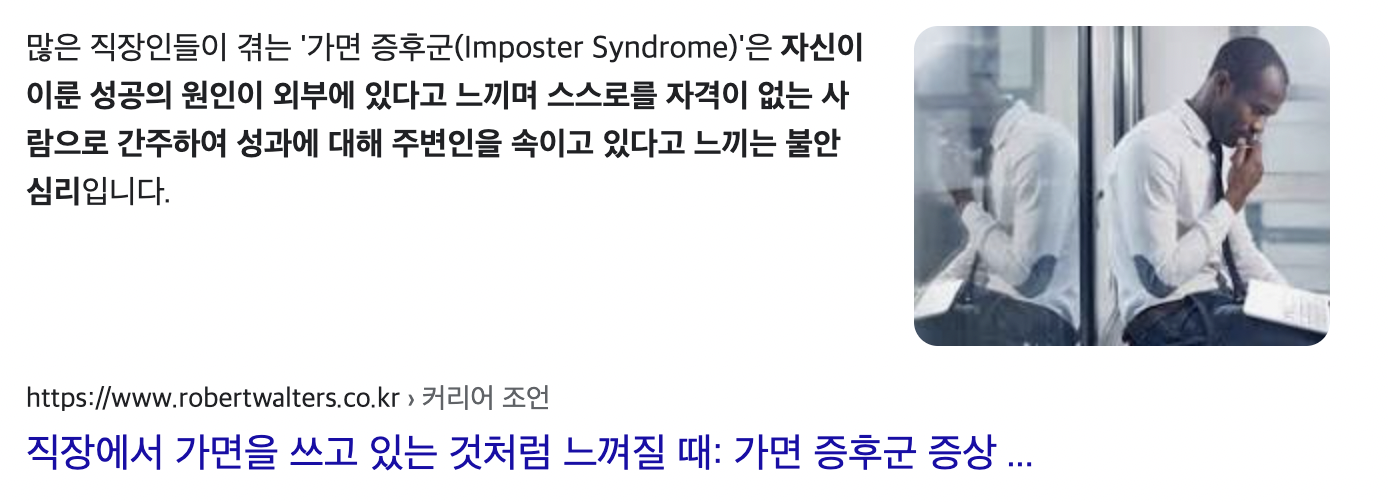 많은 직장인들이 겪는 '가면 증후군(Imposter Syndrome)'은 자신이
이룬 성공의 원인이 외부에 있다고 느끼며 스스로를 자격이 없는 사
람으로 간주하여 성과에 대해 주변인을 속이고 있다고 느끼는 불안
심리입니다.
https://www.robertwalters.co.kr › 커리어 조언
직장에서 가면을 쓰고 있는 것처럼 느껴질 때: 가면 증후군 증상 ...